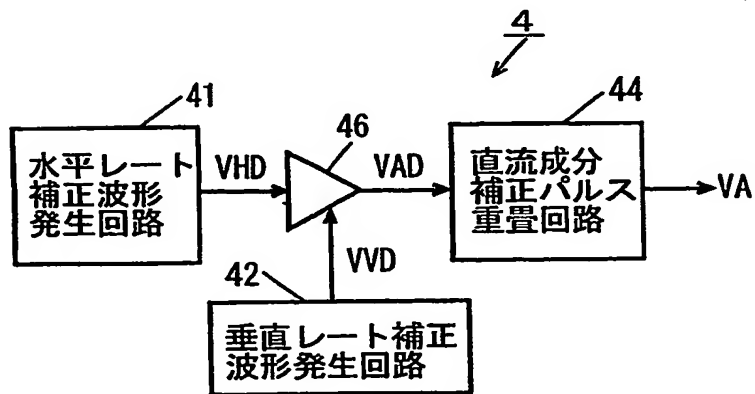 4
41
水平レート
補正波形
発生回路
VHD
46
VAD
44
直流成分
補正パルス
重畳回路
VA
VVD
42
垂直レート補正
波形発生回路